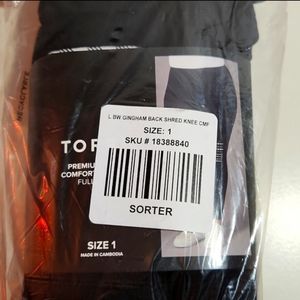 L BW GINGHAM BACK SHRED KNEE CMF
SIZE: 1
SKU # 18388840
SORTER
TOR
PREMIUM
COMFORT
FULL
SIZE 1
MADE IN CAMBODIA